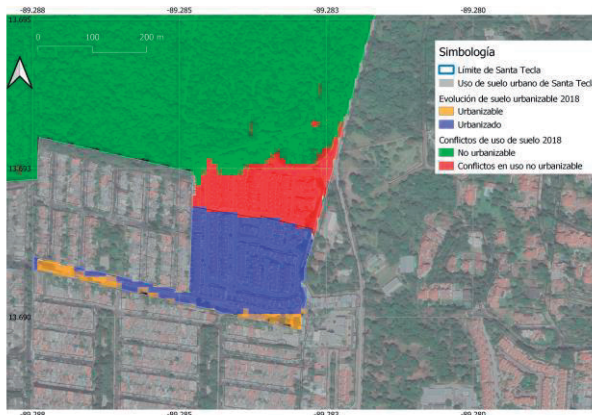 -89.288 -89.285 -89.283 -89.280
13.695
0 100 200 m
Simbología
Límite de Santa Tecla
Uso de suelo urbano de Santa Tecla
Evolución de suelo urbanizable 2018
Urbanizable
Urbanizado
Conflictos de uso de suelo 2018
No urbanizable
Conflictos en uso no urbanizable
13.693
13.690
-89.288 -89.285 -89.283 -89.280